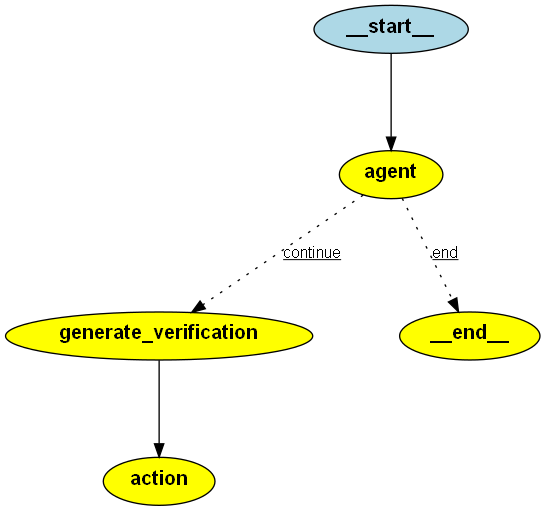 __start__
agent
continue
end
generate_verification
__end__
action